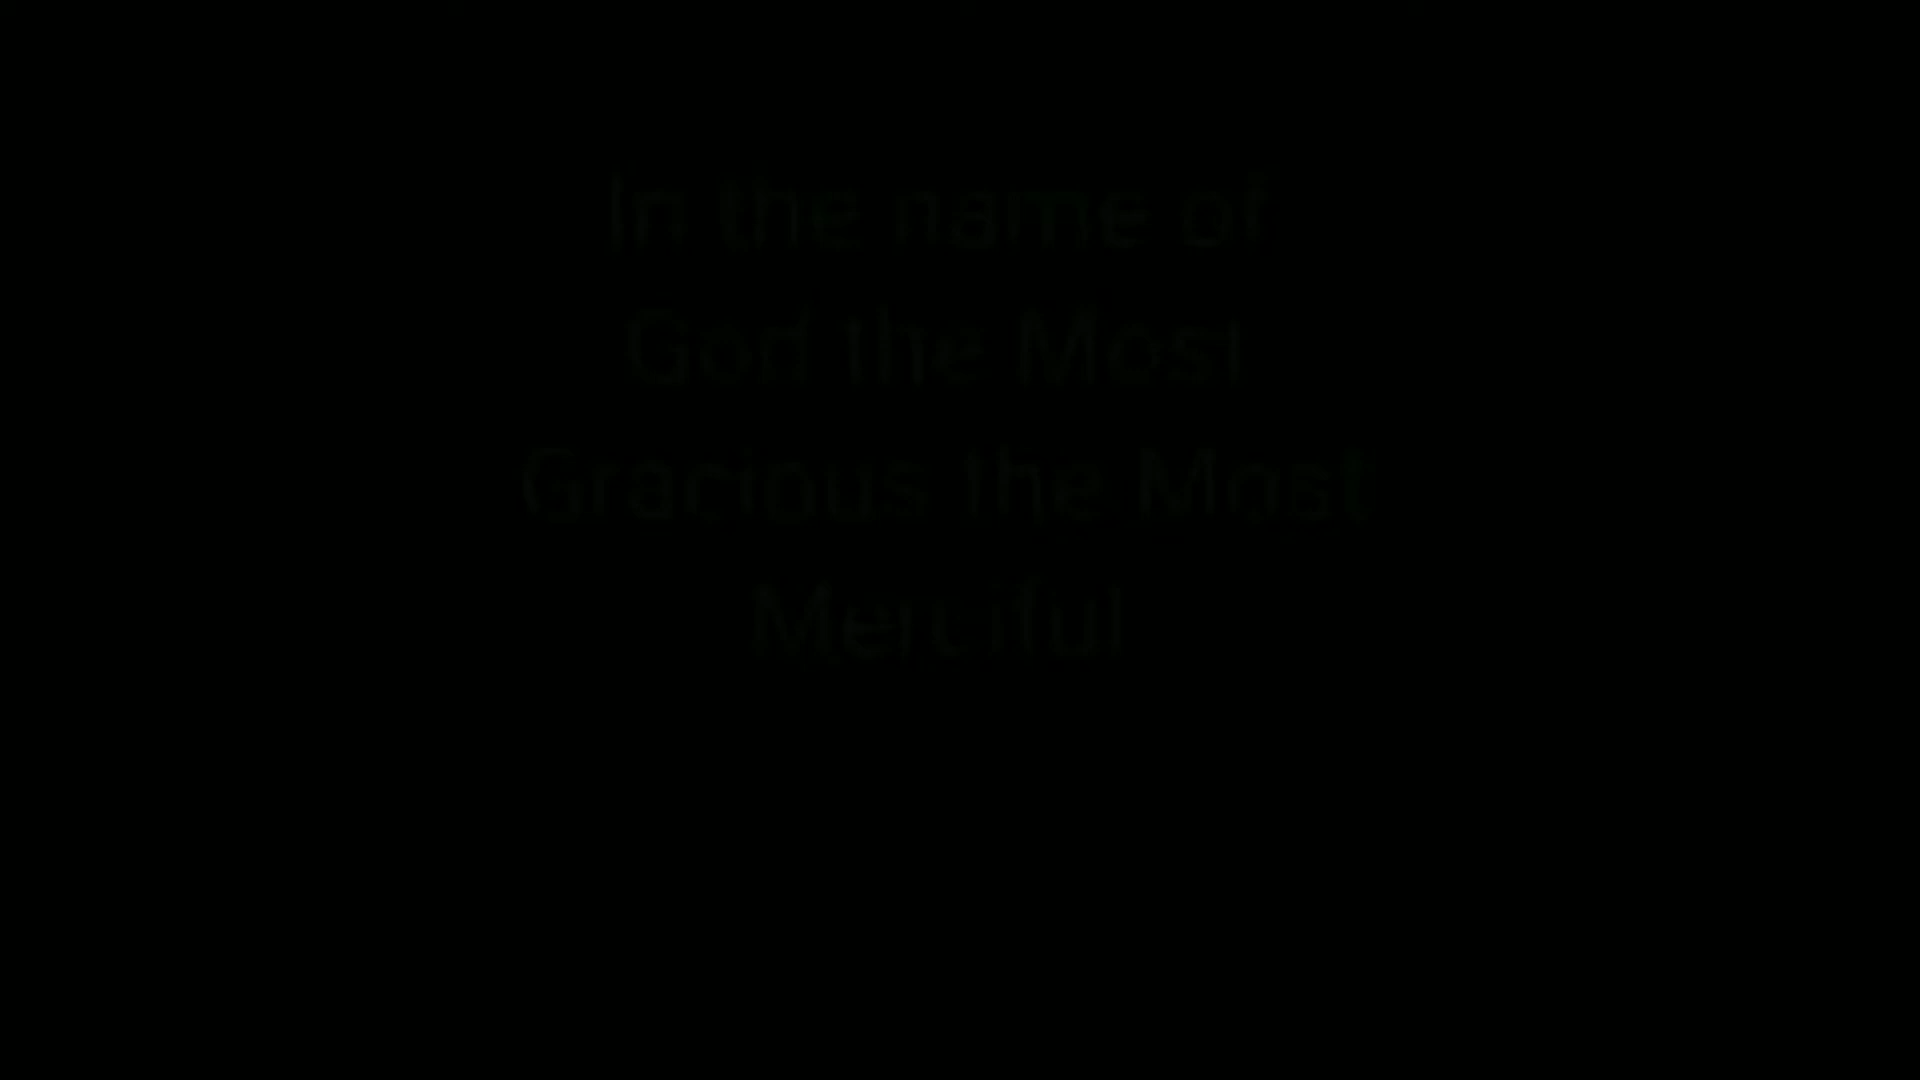 In the name of
God the Most
Gracious the Most
Merciful